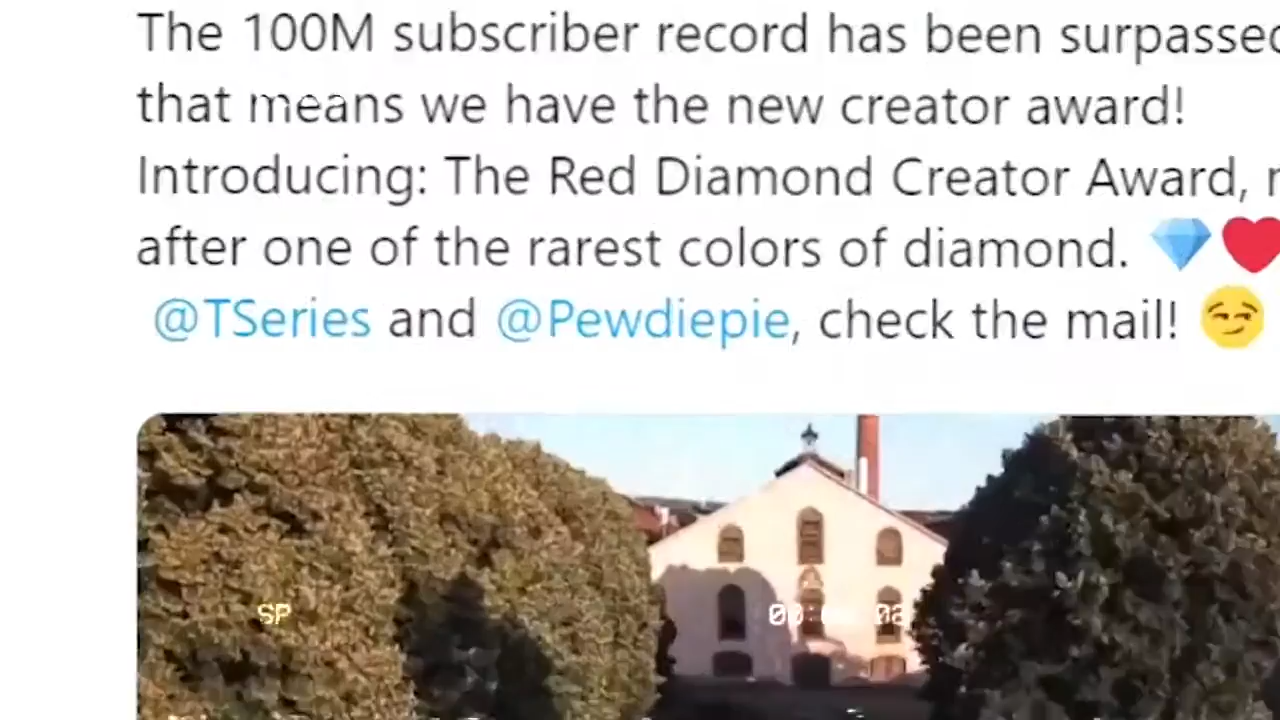 The 100M subscriber record has been surpassed
that means we have the new creator award!
Introducing: The Red Diamond Creator Award,
after one of the rarest colors of diamond. 💎❤
@TSeries and @Pewdiepie, check the mail! 😏
SP